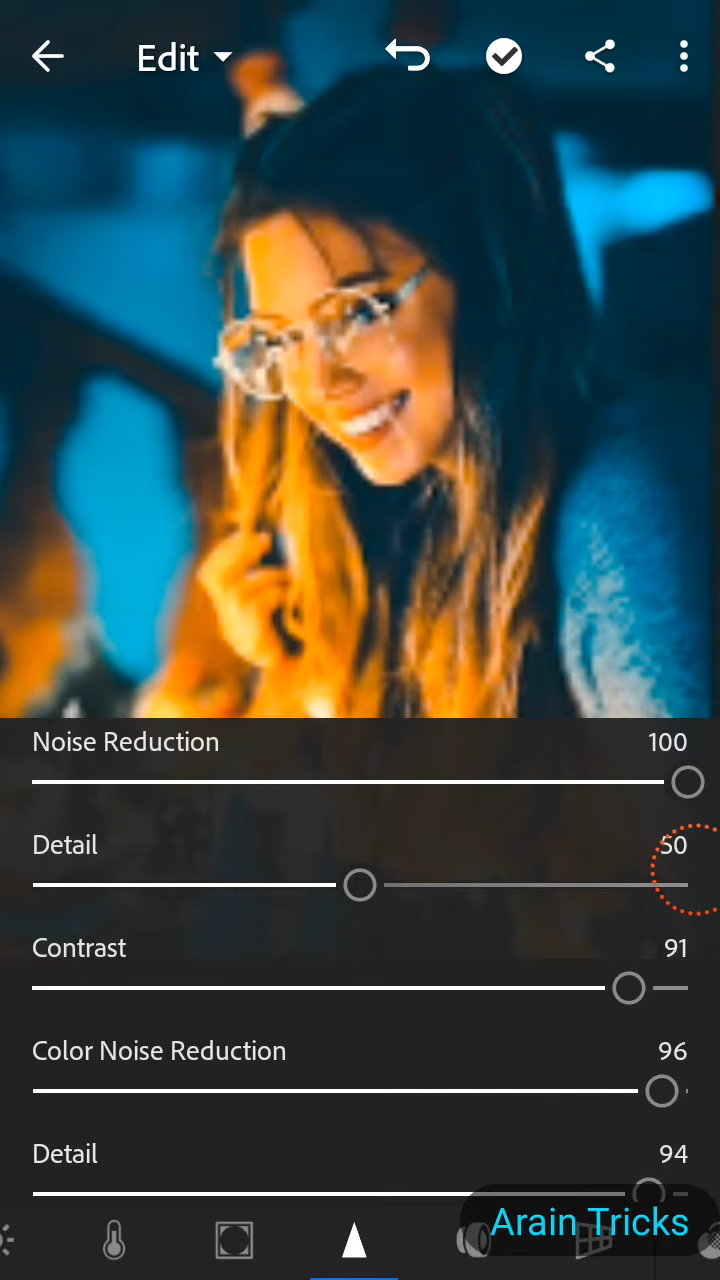 Edit
Noise Reduction 100
Detail 50
Contrast 91
Color Noise Reduction 96
Detail 94
Arain Tricks